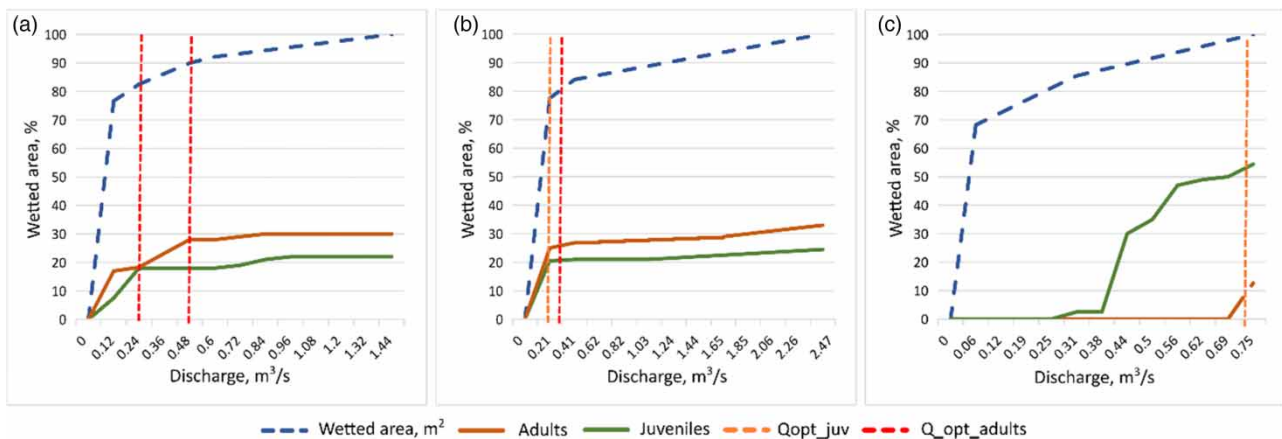 (a)
100
90
80
70
60
50
40
30
20
10
0
Wetted area, %
0 0.12 0.24 0.36 0.48 0.6 0.72 0.84 0.96 1.08 1.2 1.32 1.44
Discharge, m³/s
(b)
100
90
80
70
60
50
40
30
20
10
0
Wetted area, %
0 0.21 0.41 0.62 0.82 1.03 1.24 1.44 1.65 1.85 2.06 2.26 2.47
Discharge, m³/s
(c)
100
90
80
70
60
50
40
30
20
10
0
Wetted area, %
0 0.06 0.12 0.19 0.25 0.31 0.38 0.44 0.5 0.56 0.62 0.69 0.75
Discharge, m³/s
Wetted area, m² Adults Juveniles Qopt_juv Q_opt_adults